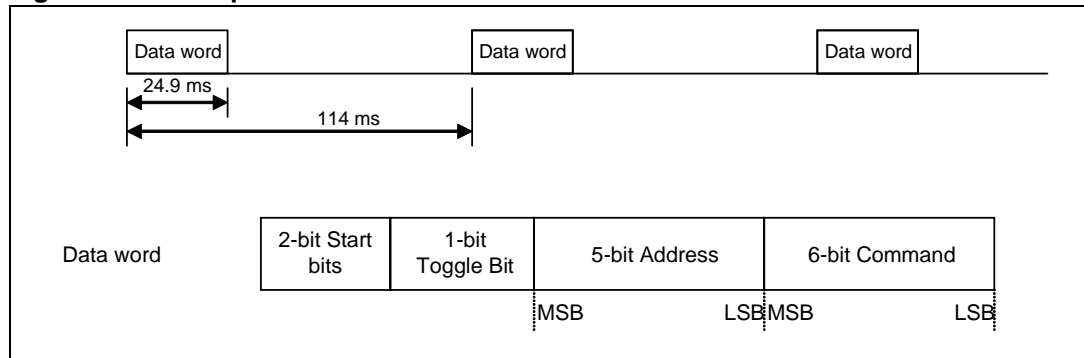 Data word Data word Data word
24.9 ms
114 ms
Data word
2-bit Start
bits
1-bit
Toggle Bit
5-bit Address
6-bit Command
MSB LSB MSB LSB